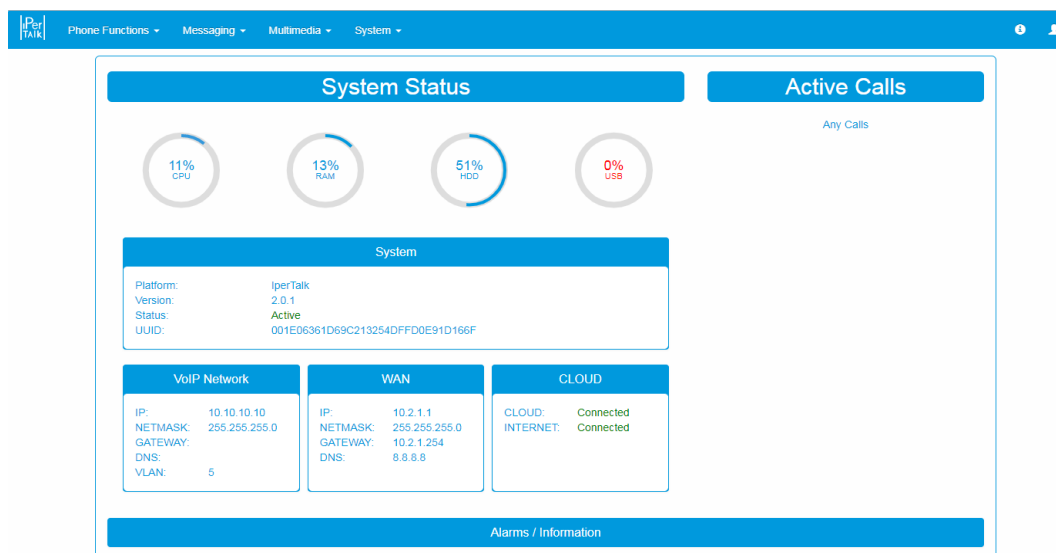 iPer
TAlk
Phone Functions
Messaging
Multimedia
System
System Status
Active Calls
Any Calls
11%
CPU
13%
RAM
51%
HDD
0%
USB
System
Platform: IperTalk
Version: 2.0.1
Status: Active
UUID: 001E06361D69C213254DFFD0E91D166F
VoIP Network
IP: 10.10.10.10
NETMASK: 255.255.255.0
GATEWAY:
DNS:
VLAN: 5
WAN
IP: 10.2.1.1
NETMASK: 255.255.255.0
GATEWAY: 10.2.1.254
DNS: 8.8.8.8
CLOUD
CLOUD: Connected
INTERNET: Connected
Alarms / Information